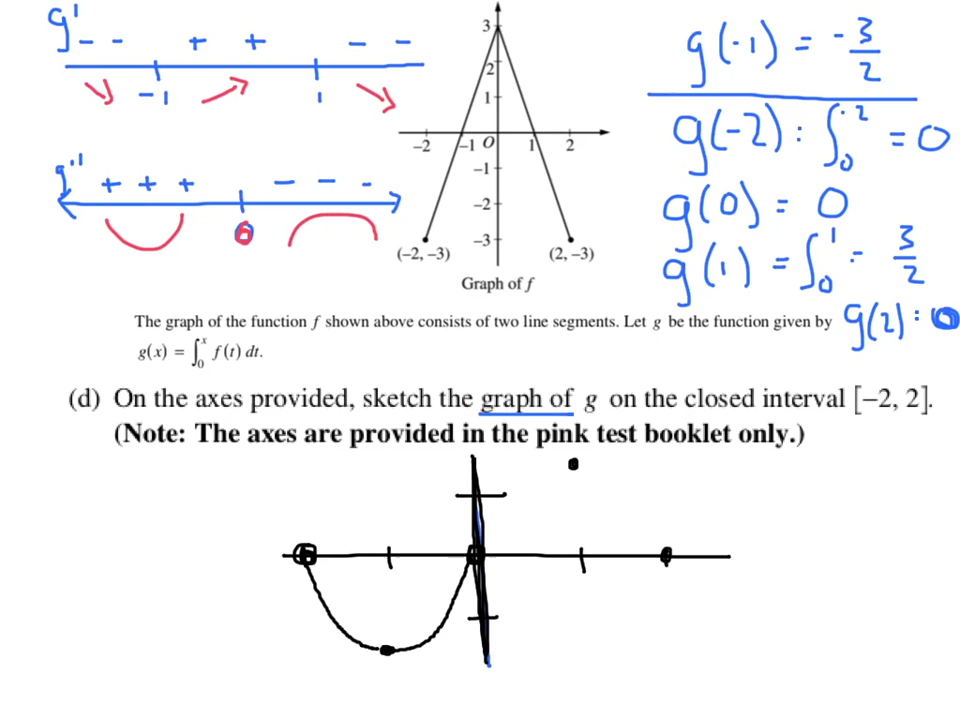 g'
- - + + - -
-1 1
g''
+ + + - - -
0
3
2
1
-2 -1 O 1 2
-1
-2
-3
(-2, -3) (2, -3)
Graph of f
g(-1) = -3/2
g(-2) : ∫₀⁻² = 0
g(0) = 0
g(1) = ∫₀¹ = 3/2
g(2) : 0
The graph of the function f shown above consists of two line segments. Let g be the function given by
g(x) = ∫₀ˣ f(t) dt.
(d) On the axes provided, sketch the graph of g on the closed interval [−2, 2].
(Note: The axes are provided in the pink test booklet only.)